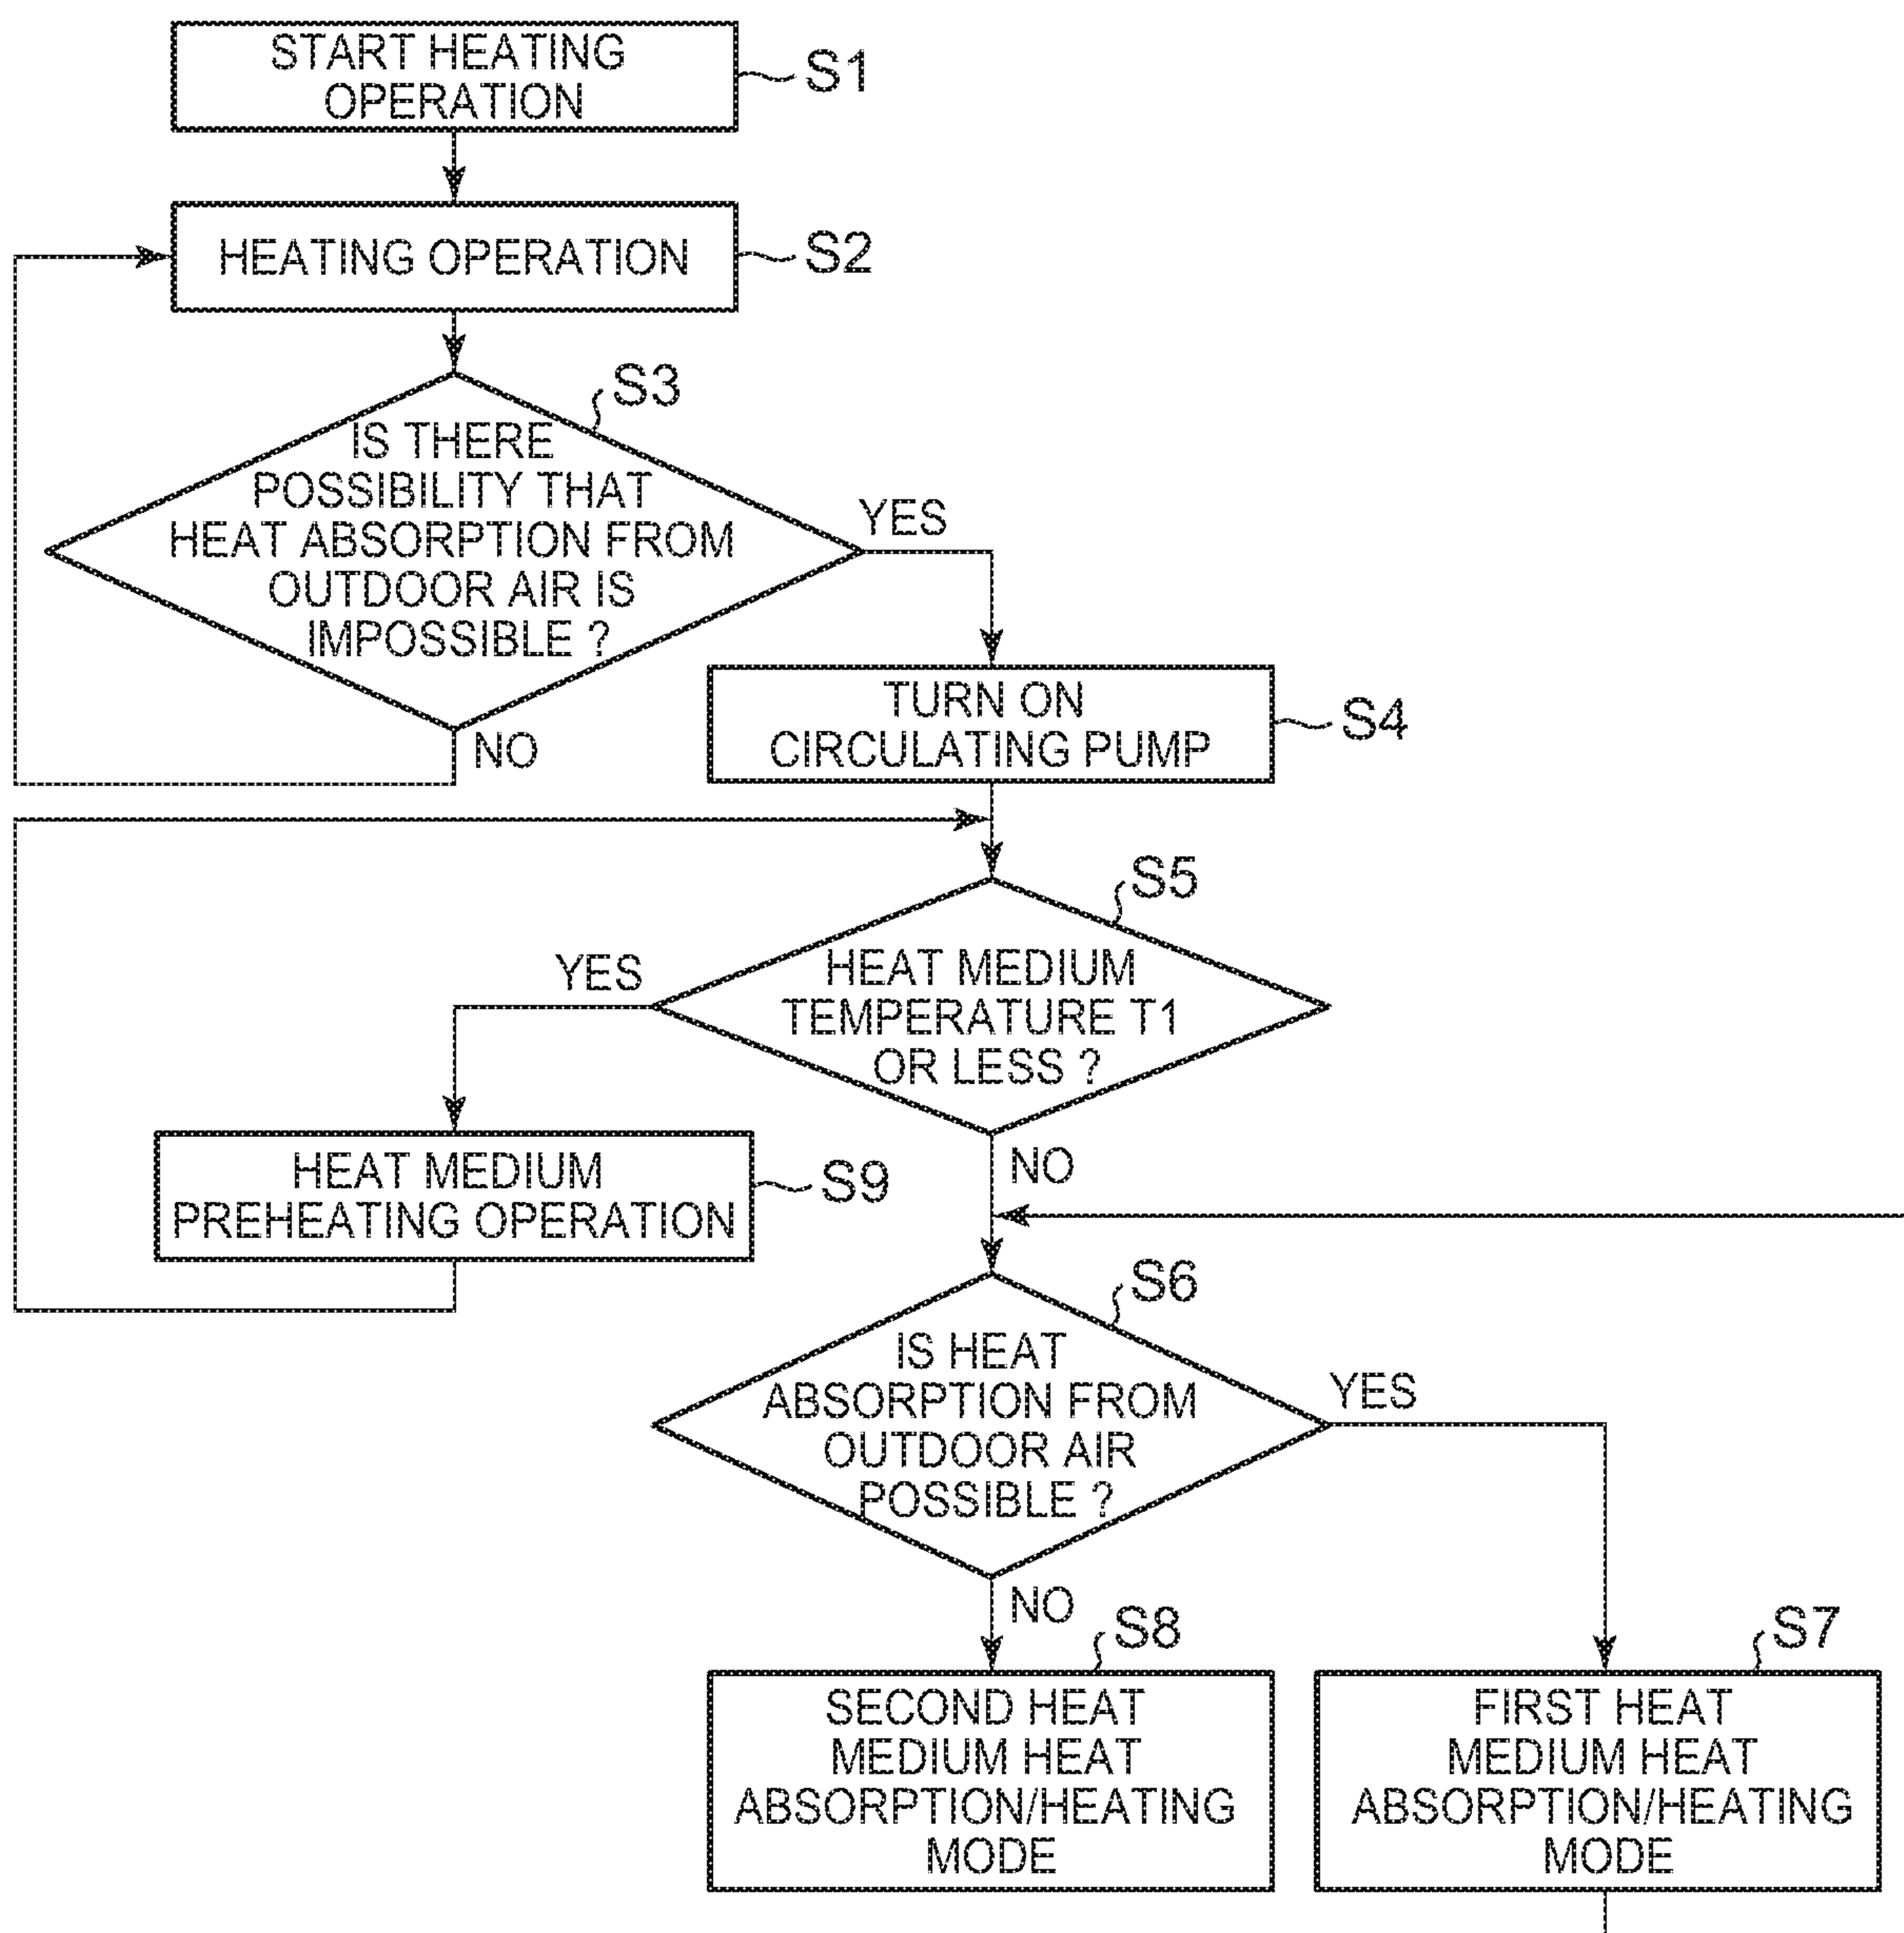 START HEATING
OPERATION
S1
HEATING OPERATION
S2
S3
IS THERE
POSSIBILITY THAT
HEAT ABSORPTION FROM
OUTDOOR AIR IS
IMPOSSIBLE ?
YES
NO
TURN ON
CIRCULATING PUMP
S4
S5
HEAT MEDIUM
TEMPERATURE T1
OR LESS ?
YES
NO
HEAT MEDIUM
PREHEATING OPERATION
S9
S6
IS HEAT
ABSORPTION FROM
OUTDOOR AIR
POSSIBLE ?
YES
NO
S8
SECOND HEAT
MEDIUM HEAT
ABSORPTION/HEATING
MODE
S7
FIRST HEAT
MEDIUM HEAT
ABSORPTION/HEATING
MODE